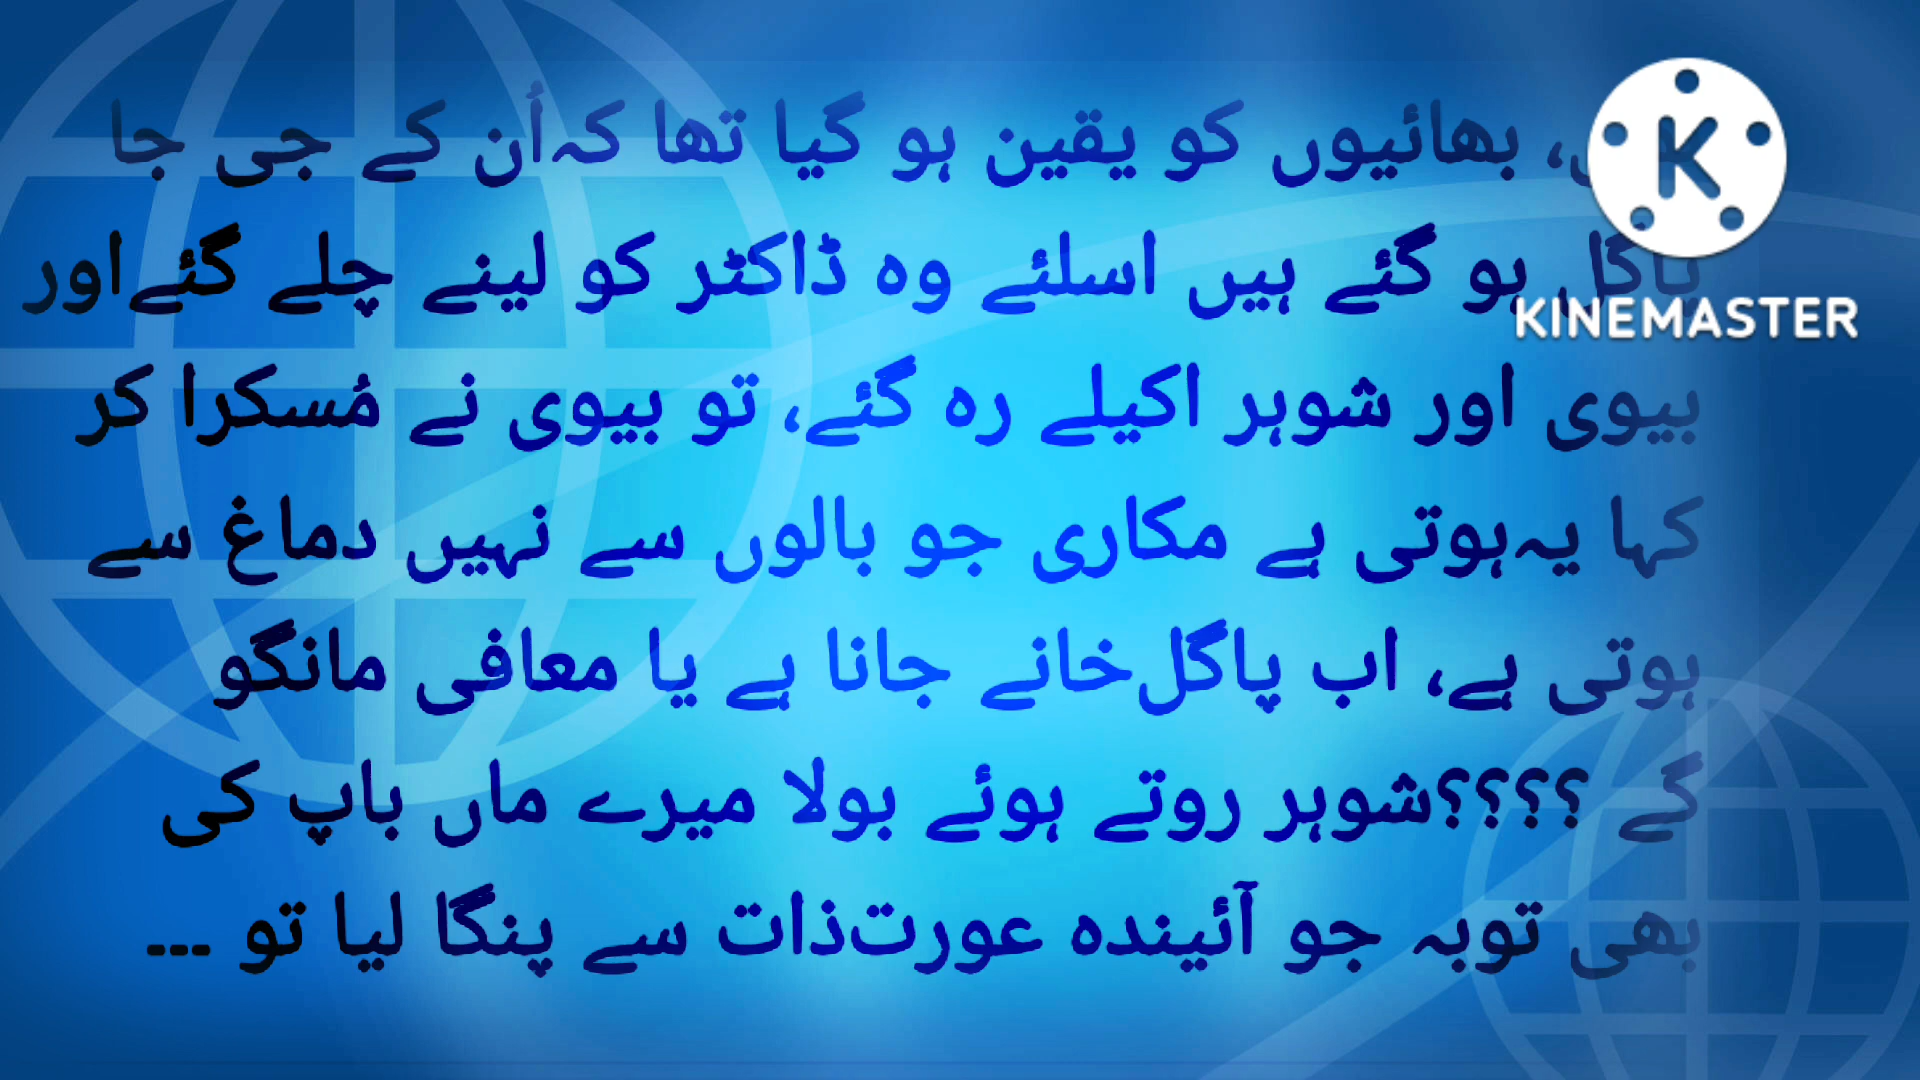 ، بھائیوں کو یقین ہو گیا تھا کہ اُن کے جی جا
پاگل ہو گئے ہیں اسلئے وہ ڈاکٹر کو لینے چلے گئےاور
بیوی اور شوہر اکیلے رہ گئے، تو بیوی نے مُسکرا کر
کہا یہ ہوتی ہے مکاری جو بالوں سے نہیں دماغ سے
ہوتی ہے، اب پاگل خانے جانا ہے یا معافی مانگو
گے ؟؟؟؟شوہر روتے ہوئے بولا میرے ماں باپ کی
بھی توبہ جو آئیندہ عورت ذات سے پنگا لیا تو ---
KINEMASTER